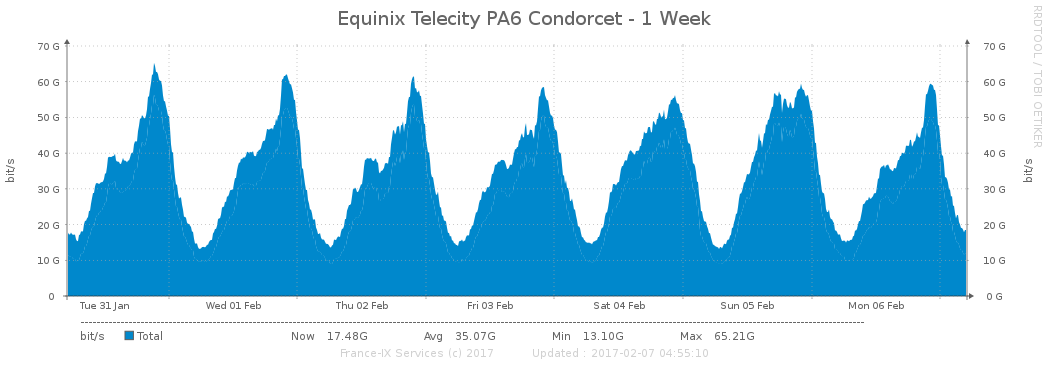 Equinix Telecity PA6 Condorcet - 1 Week
RRDTOOL / TOBI OETIKER
70 G 70 G
60 G 60 G
50 G 50 G
40 G 40 G
30 G 30 G
20 G 20 G
10 G 10 G
0 0 G
bit/s
bit/s
Tue 31 Jan Wed 01 Feb Thu 02 Feb Fri 03 Feb Sat 04 Feb Sun 05 Feb Mon 06 Feb
bit/s Total Now 17.48G Avg 35.07G Min 13.10G Max 65.21G
France-IX Services (c) 2017 Updated : 2017-02-07 04:55:10